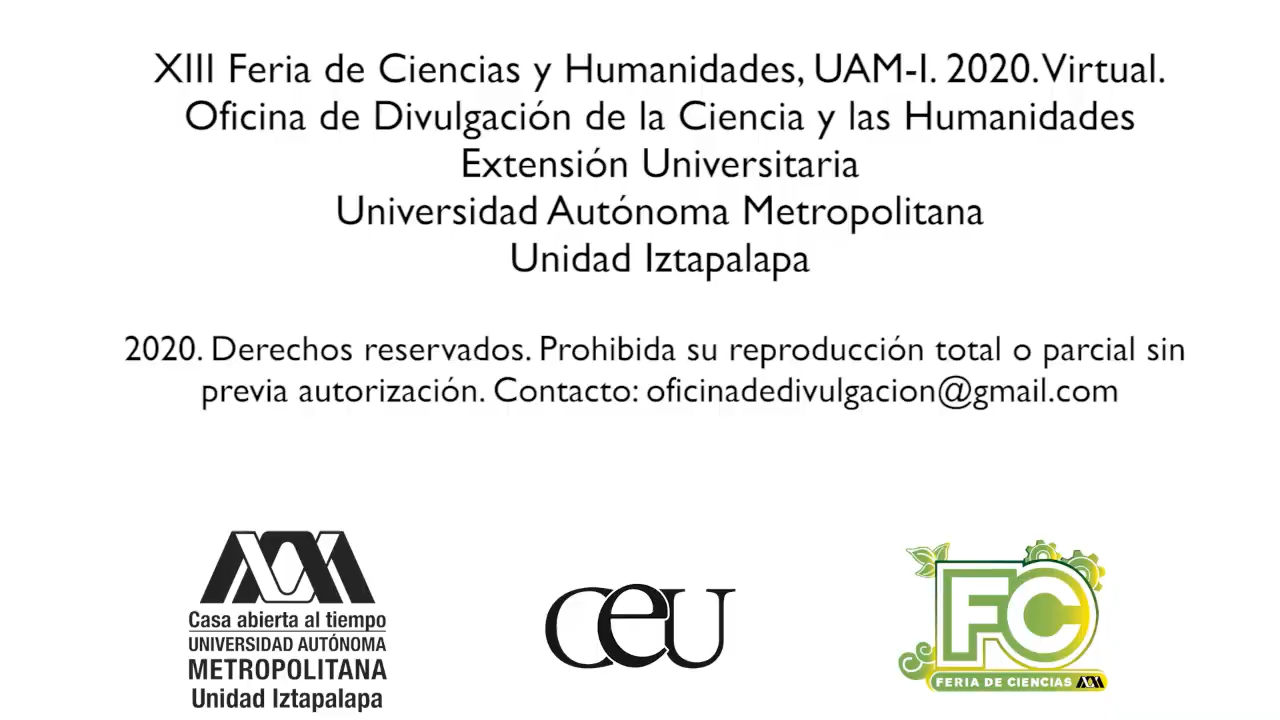 XIII Feria de Ciencias y Humanidades, UAM-I. 2020. Virtual.
Oficina de Divulgación de la Ciencia y las Humanidades
Extensión Universitaria
Universidad Autónoma Metropolitana
Unidad Iztapalapa
2020. Derechos reservados. Prohibida su reproducción total o parcial sin
previa autorización. Contacto: oficinadedivulgacion@gmail.com
Casa abierta al tiempo
UNIVERSIDAD AUTÓNOMA
METROPOLITANA
Unidad Iztapalapa
ceu
FC
FERIA DE CIENCIAS